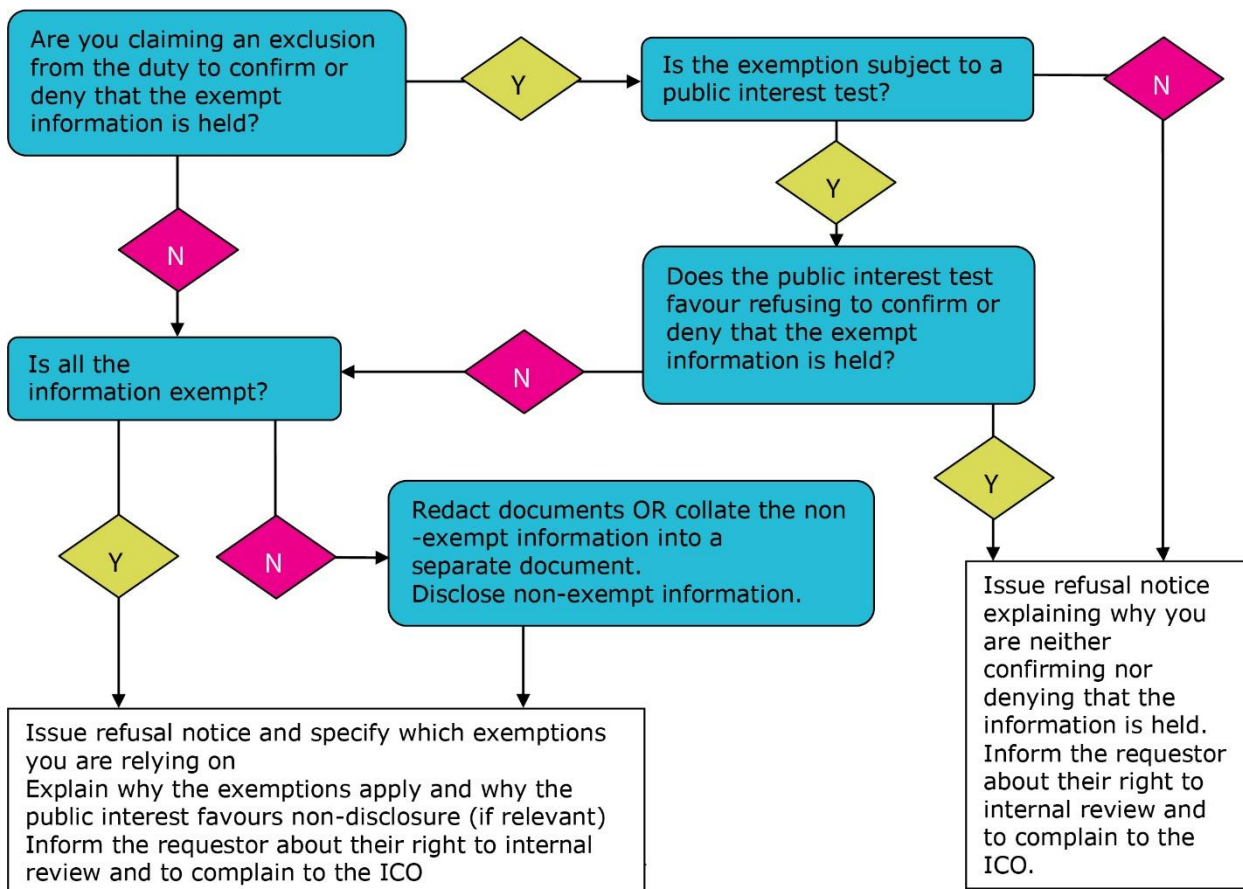 Are you claiming an exclusion
from the duty to confirm or
deny that the exempt
information is held?
Y
Is the exemption subject to a
public interest test?
N
Y
N
Does the public interest test
favour refusing to confirm or
deny that the exempt
information is held?
Is all the
information exempt?
N
Y
Y
N
Redact documents OR collate the non
-exempt information into a
separate document.
Disclose non-exempt information.
Issue refusal notice and specify which exemptions
you are relying on
Explain why the exemptions apply and why the
public interest favours non-disclosure (if relevant)
Inform the requestor about their right to internal
review and to complain to the ICO
Issue refusal notice
explaining why you
are neither
confirming nor
denying that the
information is held.
Inform the requestor
about their right to
internal review and
to complain to the
ICO.